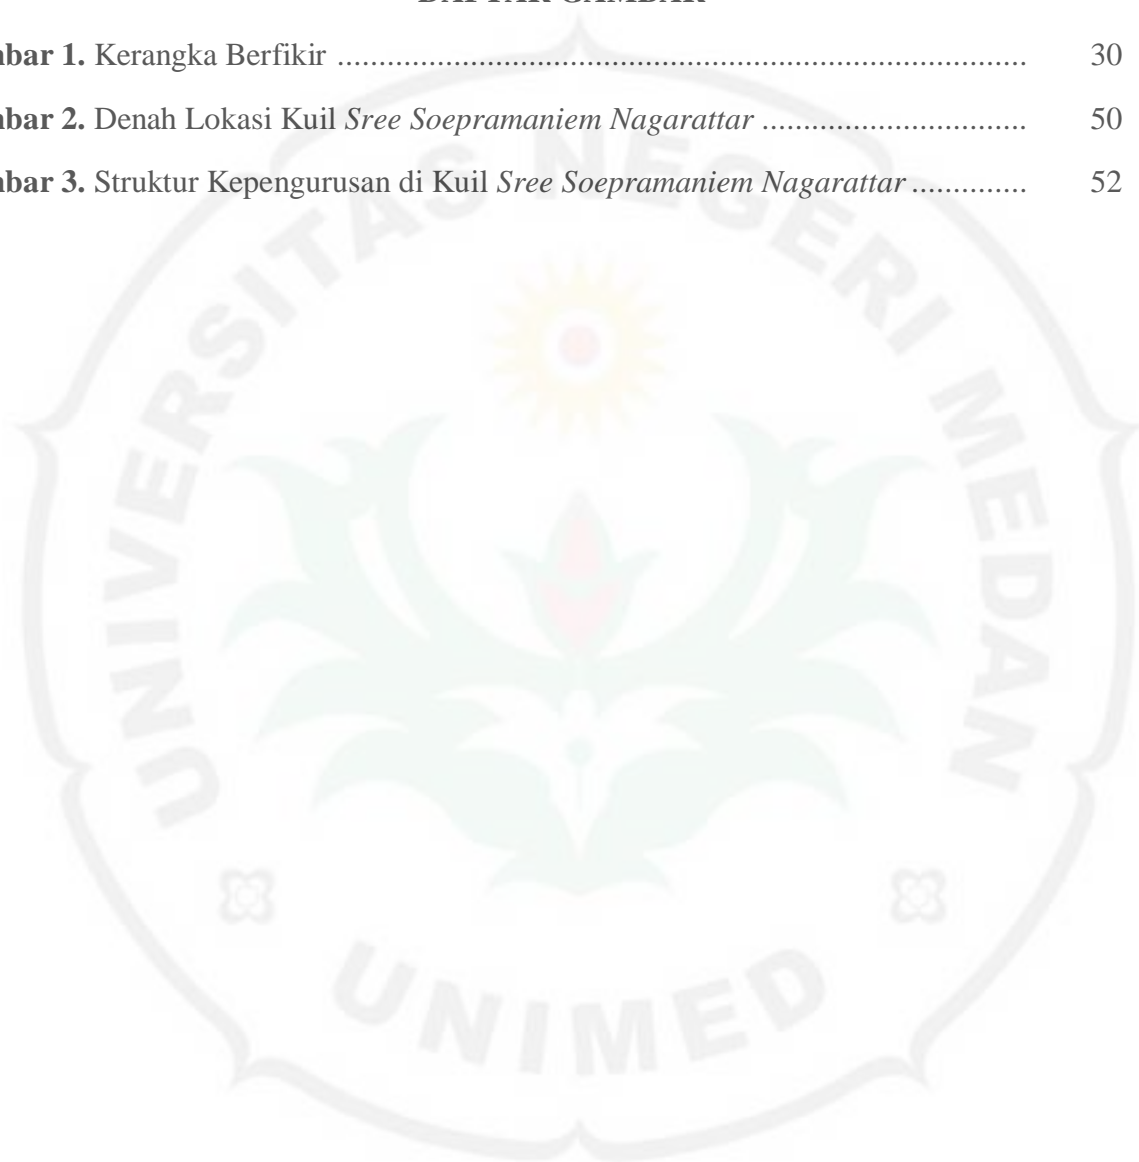 DAFTAR GAMBAR
mbar 1. Kerangka Berfikir .................................................................................. 30
mbar 2. Denah Lokasi Kuil Sree Soepramaniem Nagarattar ................................ 50
mbar 3. Struktur Kepengurusan di Kuil Sree Soepramaniem Nagarattar .............. 52
UNIVERSITAS NEGERI MEDAN
UNIMED